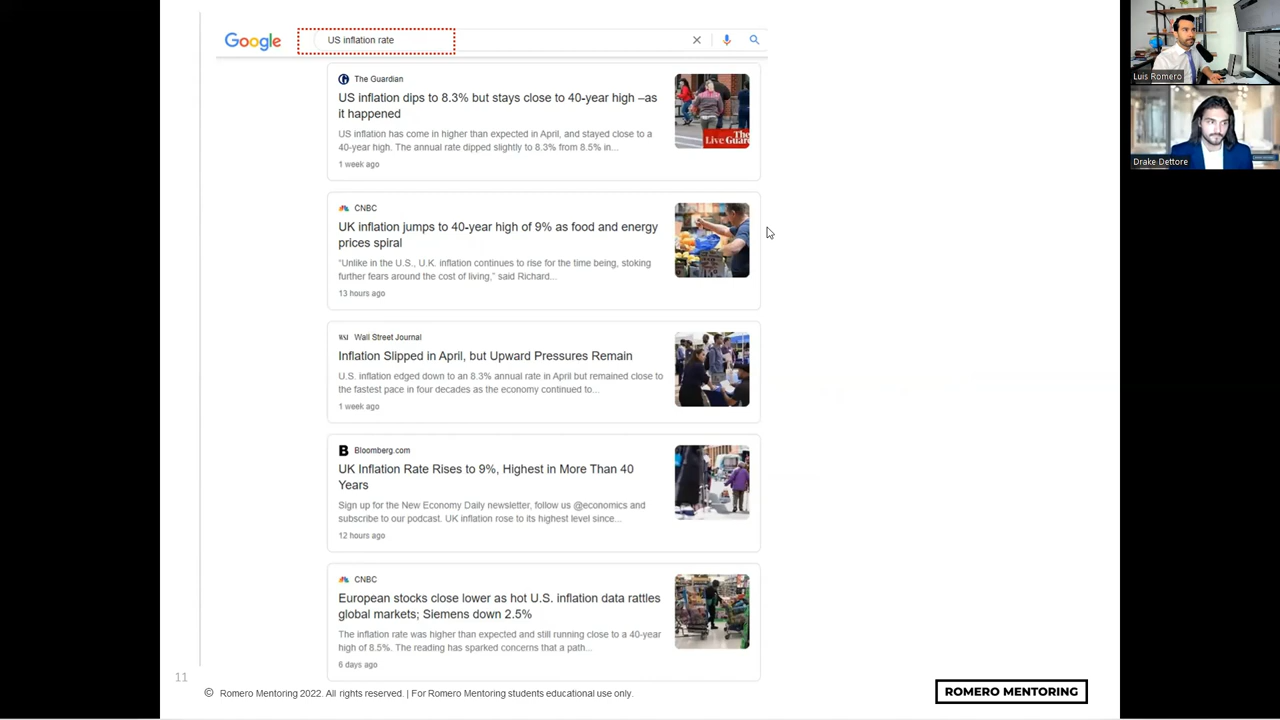 Google
US inflation rate
The Guardian
US inflation dips to 8.3% but stays close to 40-year high –as
it happened
US inflation has come in higher than expected in April, and stayed close to a
40-year high. The annual rate dipped slightly to 8.3% from 8.5% in...
1 week ago
The
Live Guar
CNBC
UK inflation jumps to 40-year high of 9% as food and energy
prices spiral
“Unlike in the U.S., U.K. inflation continues to rise for the time being, stoking
further fears around the cost of living,” said Richard...
13 hours ago
WSJ Wall Street Journal
Inflation Slipped in April, but Upward Pressures Remain
U.S. inflation edged down to an 8.3% annual rate in April but remained close to
the fastest pace in four decades as the economy continued to...
1 week ago
B Bloomberg.com
UK Inflation Rate Rises to 9%, Highest in More Than 40
Years
Sign up for the New Economy Daily newsletter, follow us @economics and
subscribe to our podcast. UK inflation rose to its highest level since...
12 hours ago
CNBC
European stocks close lower as hot U.S. inflation data rattles
global markets; Siemens down 2.5%
The inflation rate was higher than expected and still running close to a 40-year
high of 8.5%. The reading has sparked concerns that a path...
6 days ago
11
© Romero Mentoring 2022. All rights reserved. | For Romero Mentoring students educational use only.
ROMERO MENTORING
Luis Romero
Drake Dettore